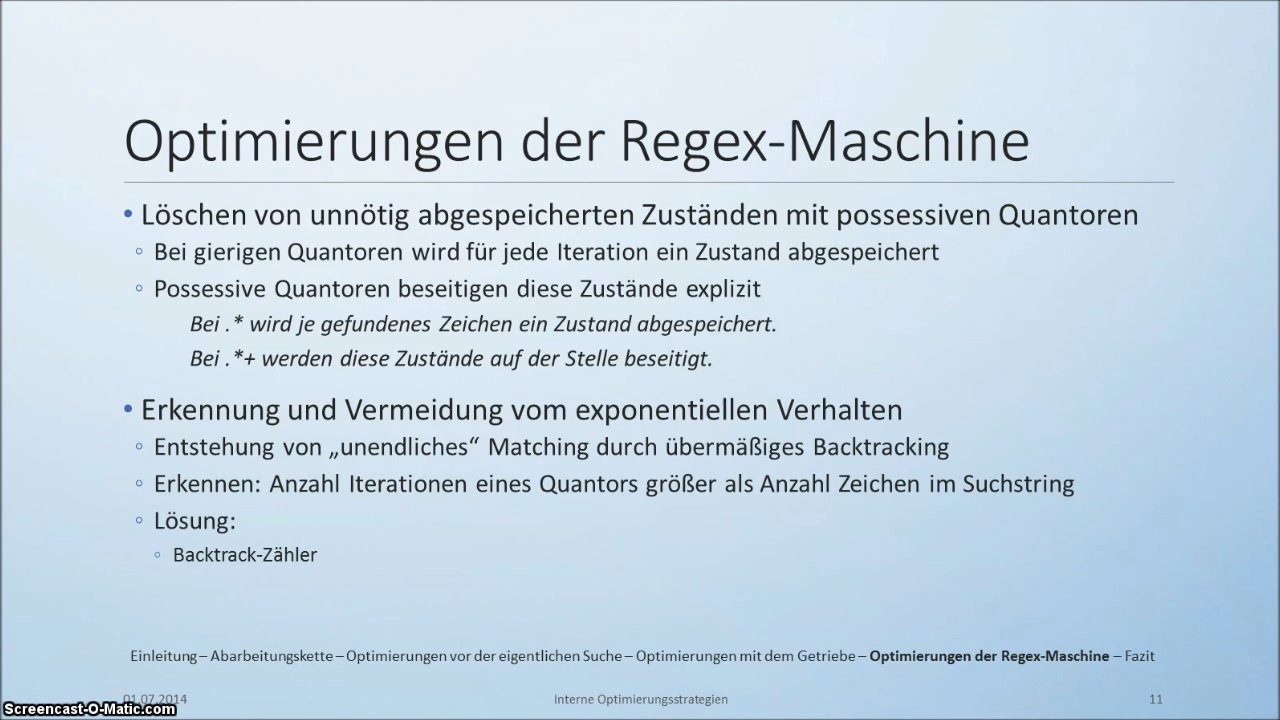 Optimierungen der Regex-Maschine
• Löschen von unnötig abgespeicherten Zuständen mit possessiven Quantoren
◦ Bei gierigen Quantoren wird für jede Iteration ein Zustand abgespeichert
◦ Possessive Quantoren beseitigen diese Zustände explizit
Bei .* wird je gefundenes Zeichen ein Zustand abgespeichert.
Bei .*+ werden diese Zustände auf der Stelle beseitigt.
• Erkennung und Vermeidung vom exponentiellen Verhalten
◦ Entstehung von „unendliches“ Matching durch übermäßiges Backtracking
◦ Erkennen: Anzahl Iterationen eines Quantors größer als Anzahl Zeichen im Suchstring
◦ Lösung:
◦ Backtrack-Zähler
Einleitung – Abarbeitungskette – Optimierungen vor der eigentlichen Suche – Optimierungen mit dem Getriebe – Optimierungen der Regex-Maschine – Fazit
01.07.2014 Interne Optimierungsstrategien 11
Screencast-O-Matic.com